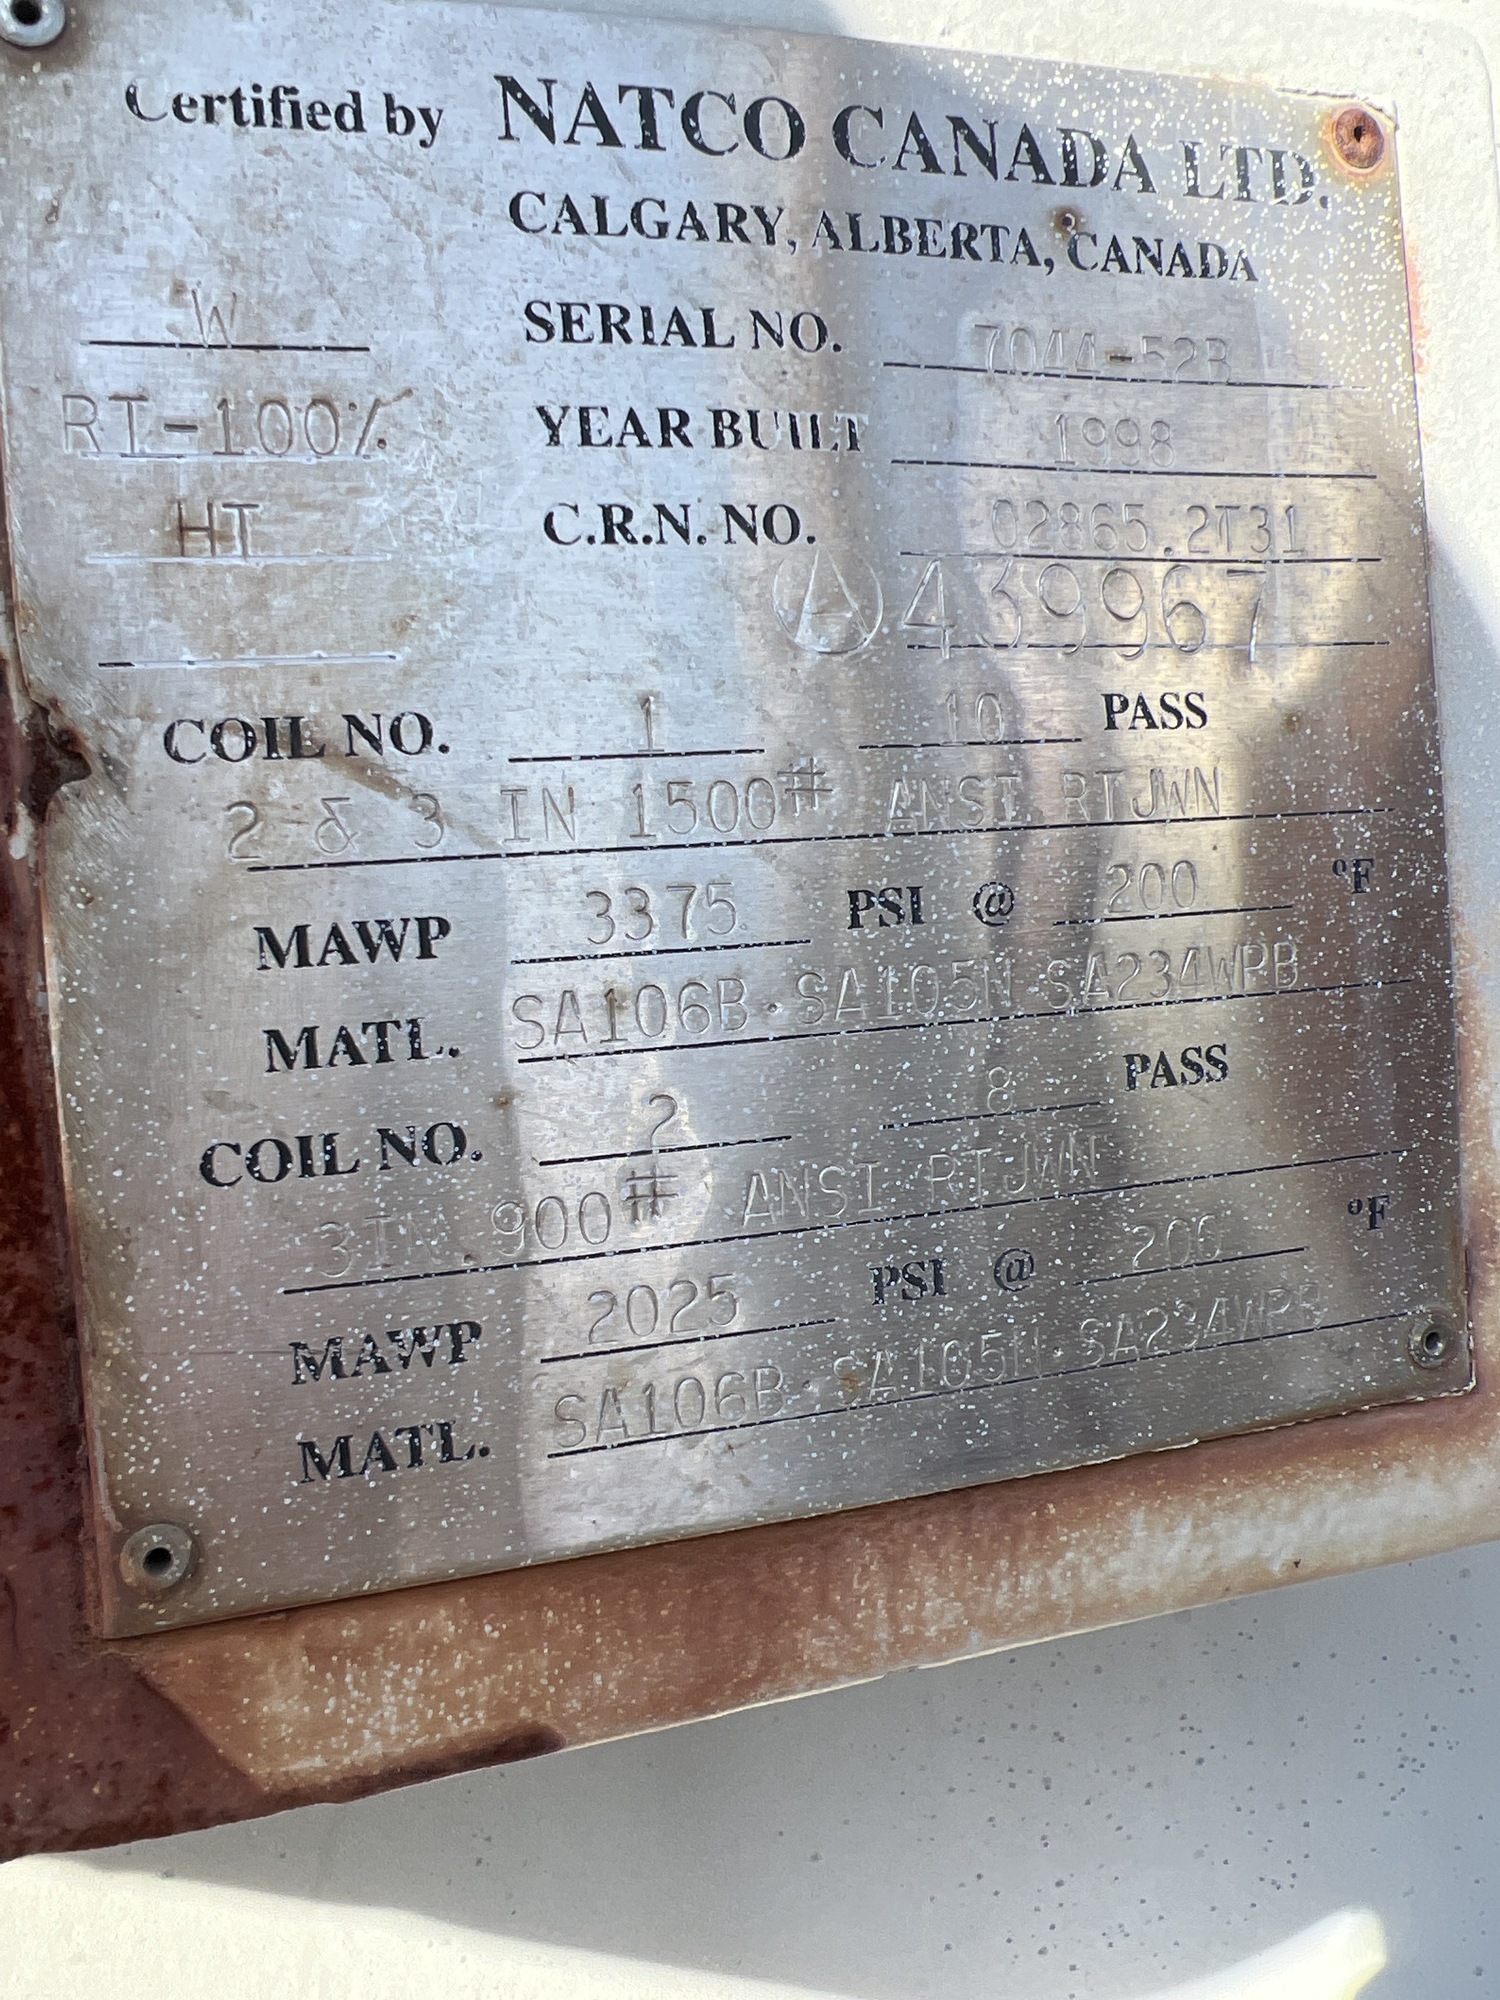 Certified by NATCO CANADA LTD.
CALGARY, ALBERTA, CANADA
W SERIAL NO. 7044-52B
RT-100% YEAR BUILT 1998
HT C.R.N. NO. 02865.2T31
A 439967
COIL NO. 1 10 PASS
2 & 3 IN 1500# ANSI RTJWN
MAWP 3375 PSI @ 200 °F
MATL. SA106B·SA105N·SA234WPB
COIL NO. 2 8 PASS
3IN. 900# ANSI RTJWN
MAWP 2025 PSI @ 200 °F
MATL. SA106B·SA105N·SA234WPB